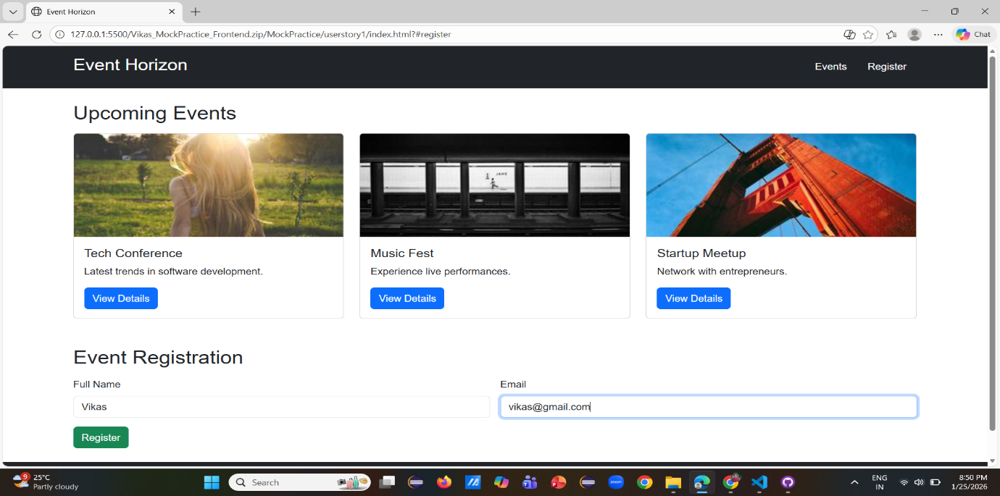 Event Horizon
127.0.0.1:5500/Vikas_MockPractice_Frontend.zip/MockPractice/userstory1/index.html?#register
Chat
Event Horizon
Events
Register
Upcoming Events
JANE
Tech Conference
Latest trends in software development.
View Details
Music Fest
Experience live performances.
View Details
Startup Meetup
Network with entrepreneurs.
View Details
Event Registration
Full Name
Email
Vikas
vikas@gmail.com
Register
9
25°C
Partly cloudy
Search
zoom
ENG
IN
8:50 PM
1/25/2026